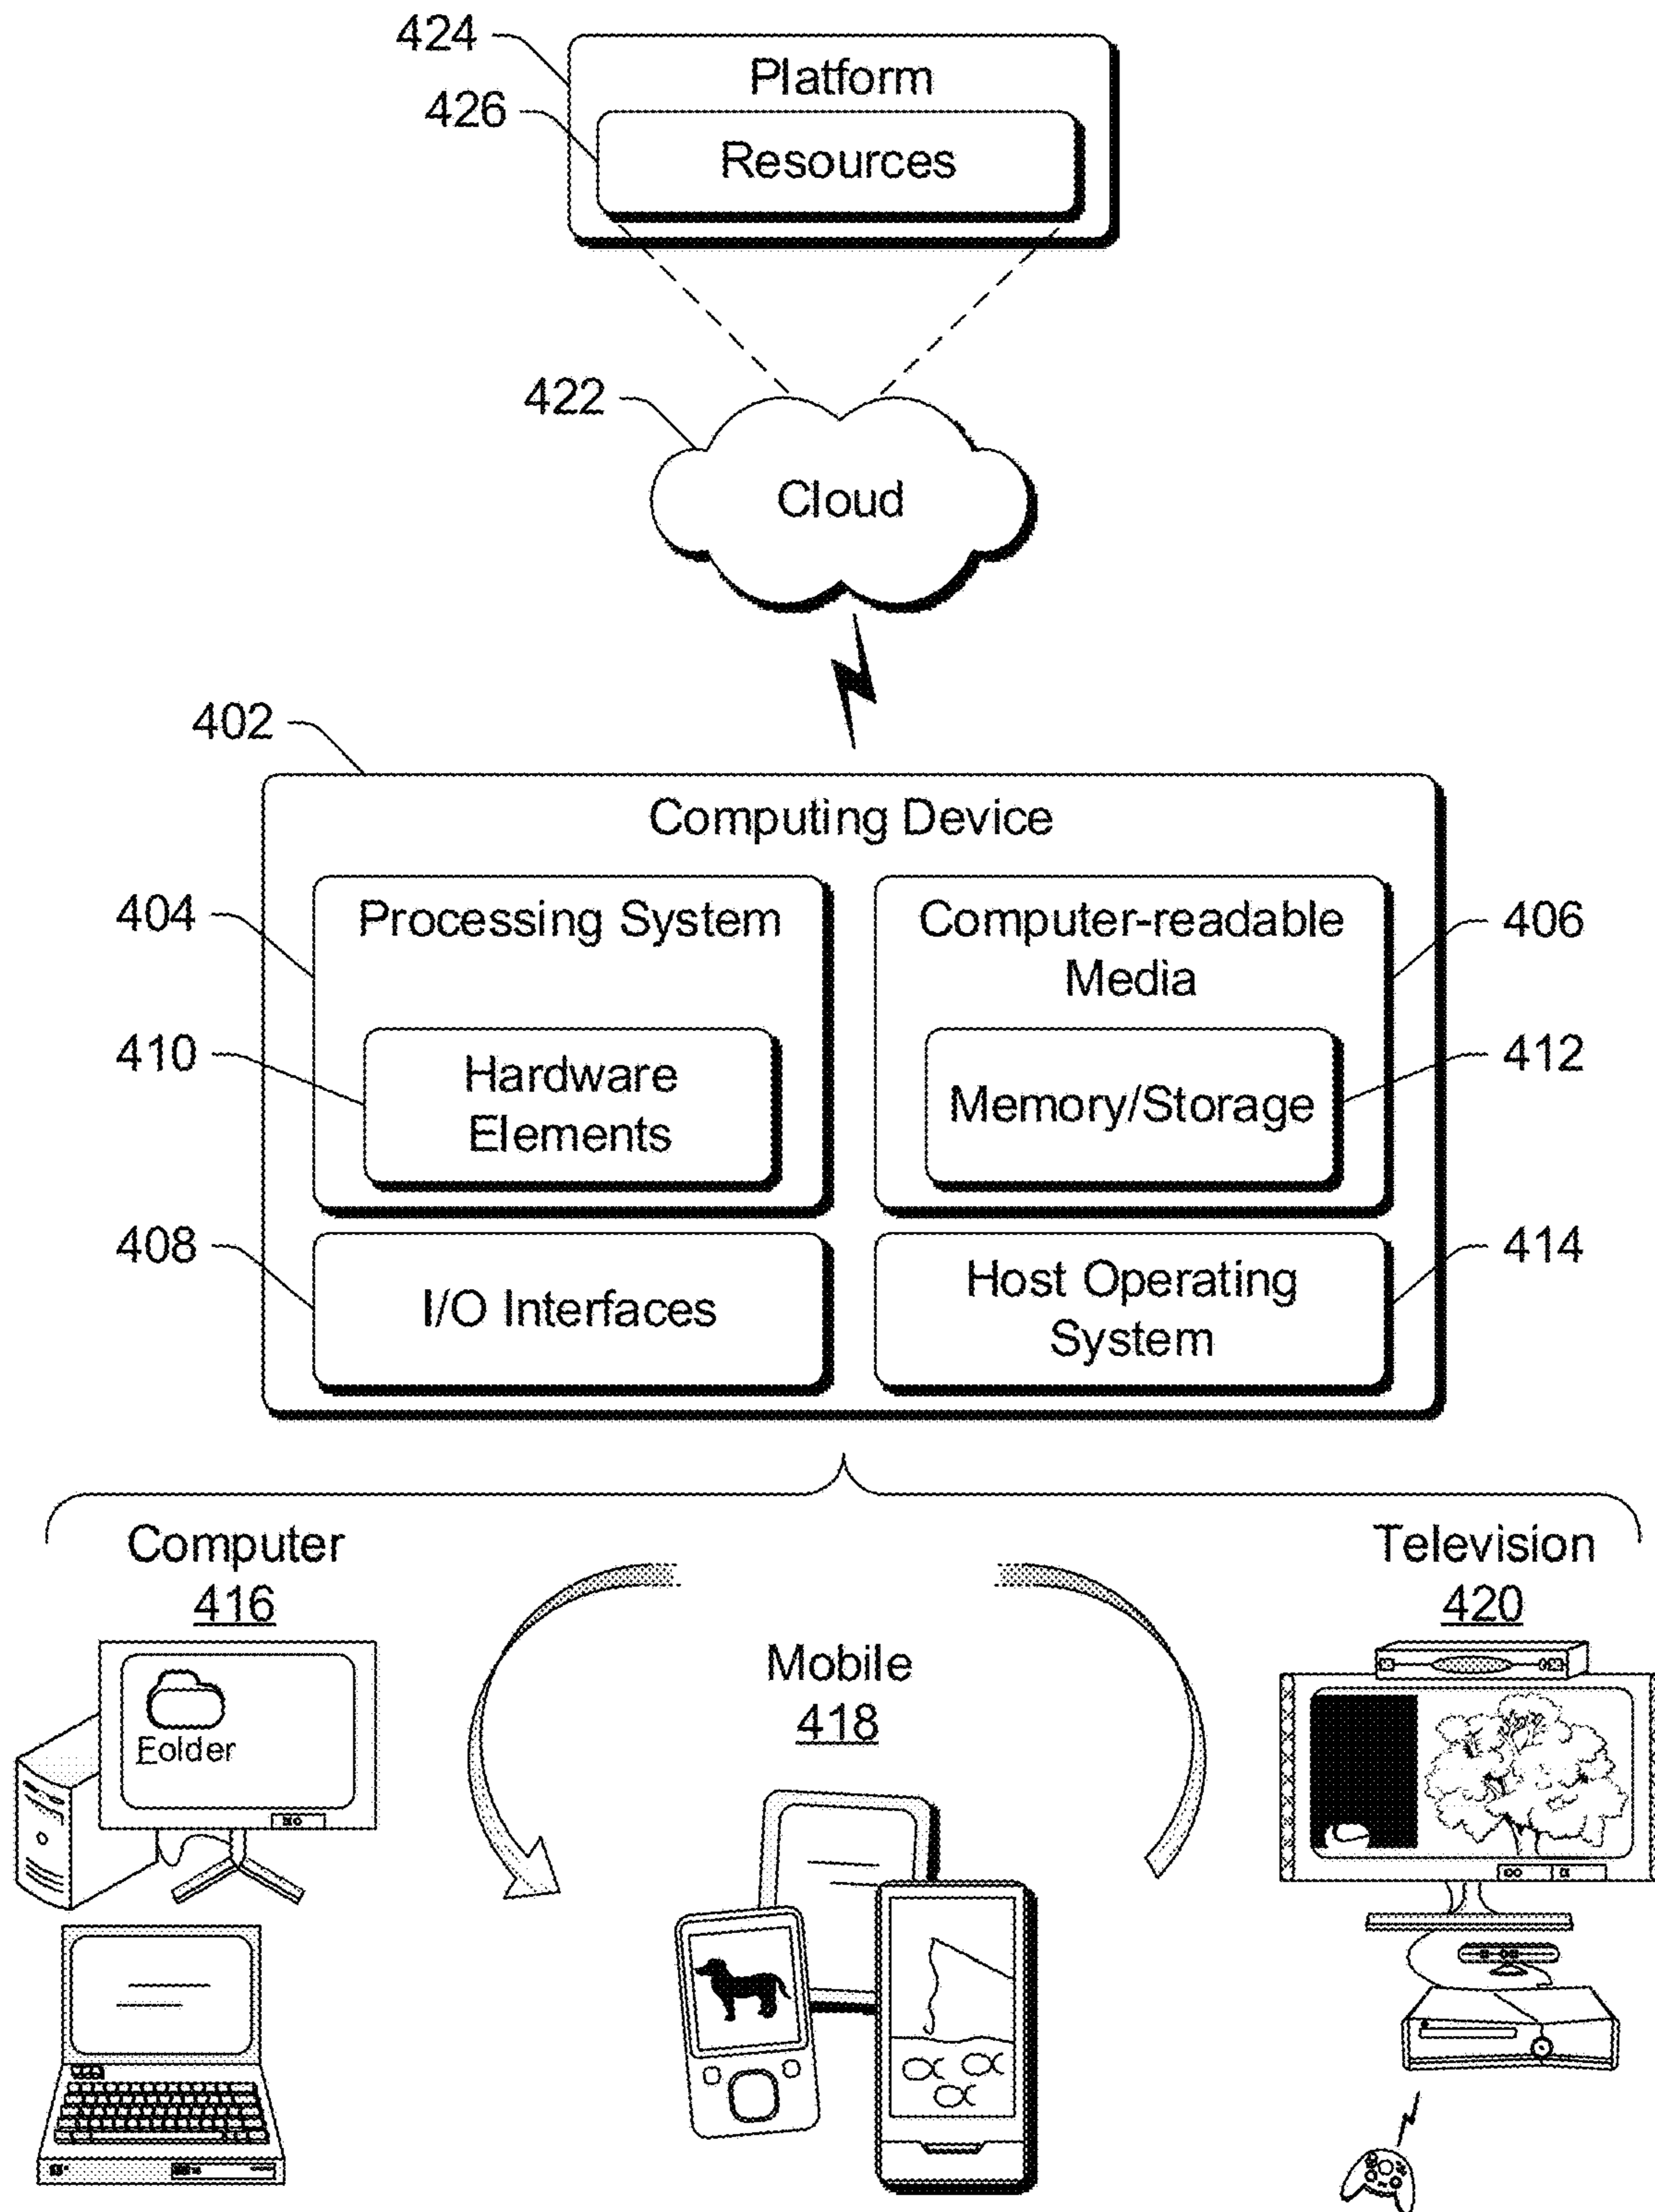 424
Platform
426
Resources
422
Cloud
402
Computing Device
404
Processing System
Computer-readable
Media
406
410
Hardware
Elements
Memory/Storage
412
408
I/O Interfaces
Host Operating
System
414
Computer
416
Television
420
Mobile
418
Eolder